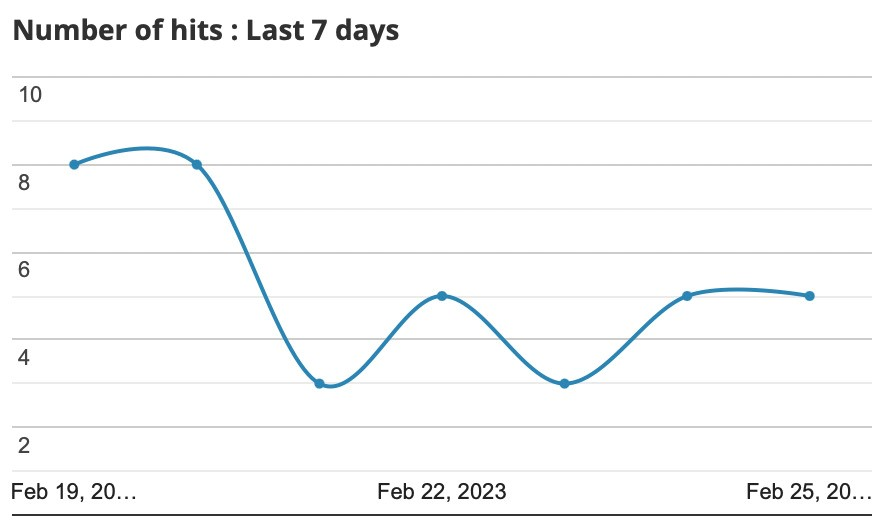 Number of hits : Last 7 days
10
8
6
4
2
Feb 19, 20…
Feb 22, 2023
Feb 25, 20…